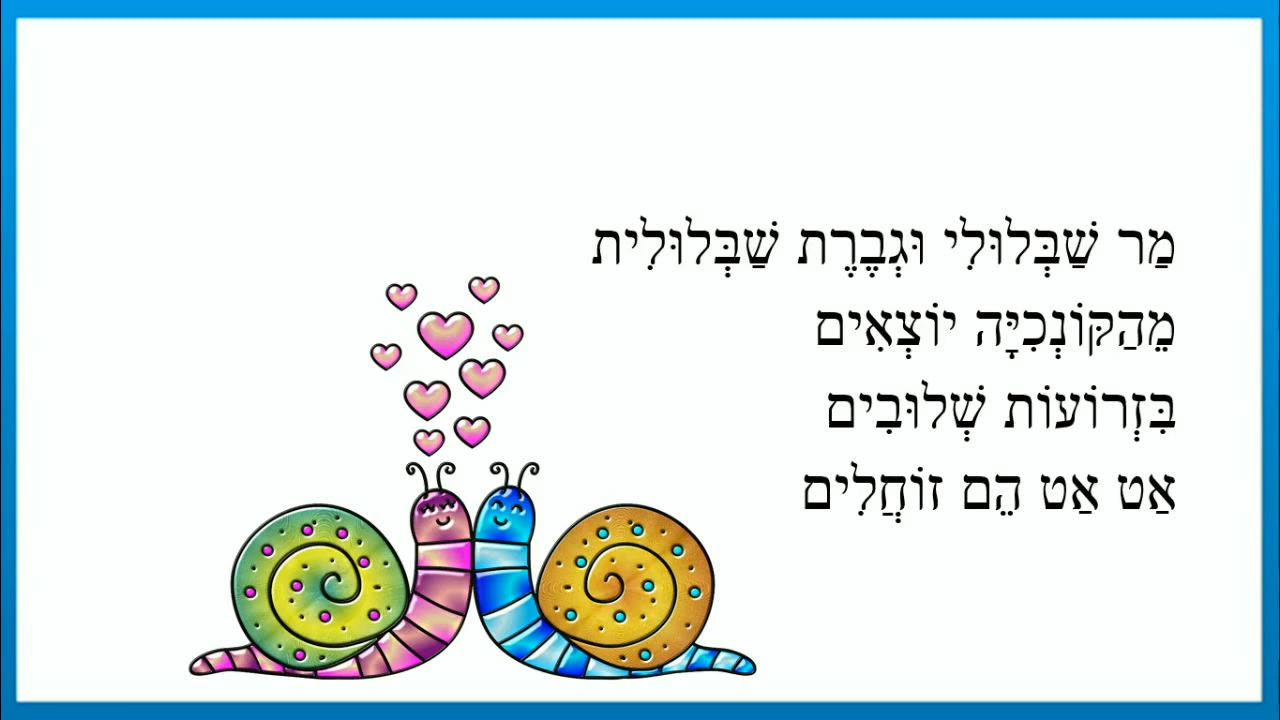 מַר שַׁבְּלוּלִי וּגְבֶרֶת שַׁבְּלוּלִית
מֵהַקּוֹנְכִיָּה יוֹצְאִים
בִּזְרוֹעוֹת שְׁלוּבִים
אַט אַט הֵם זוֹחֲלִים